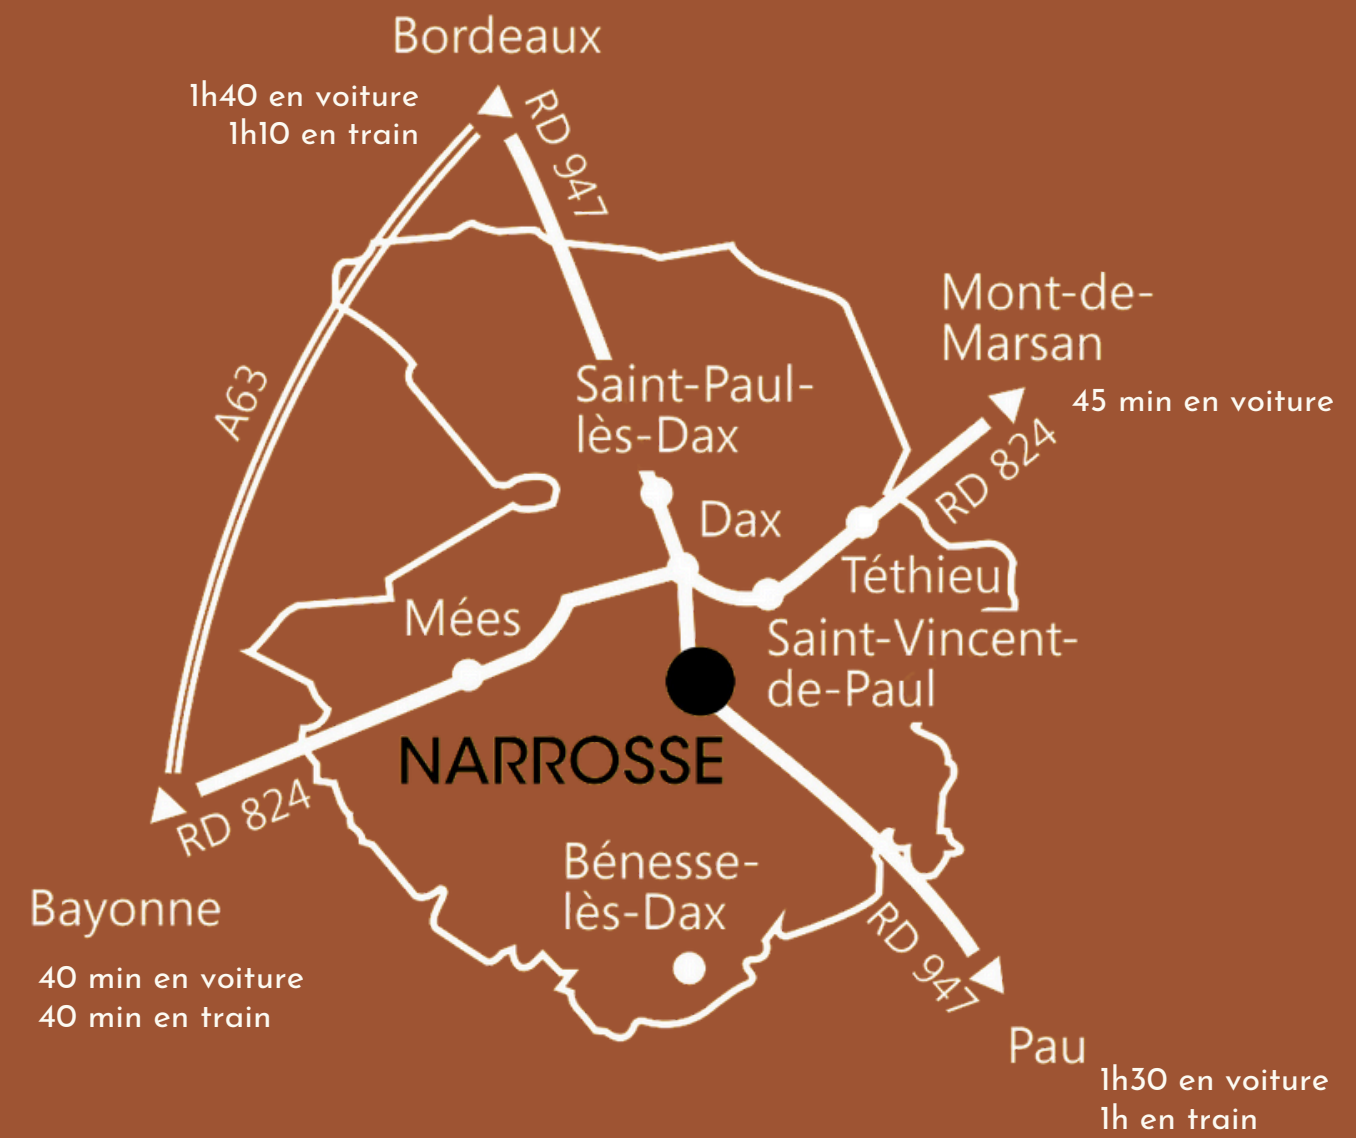 Bordeaux
1h40 en voiture
1h10 en train
RD 947
Mont-de-
Marsan
45 min en voiture
A63
Saint-Paul-
lès-Dax
RD 824
Dax
Téthieu
Mées
Saint-Vincent-
de-Paul
NARROSSE
RD 824
Bénesse-
lès-Dax
Bayonne
40 min en voiture
40 min en train
RD 947
Pau
1h30 en voiture
1h en train